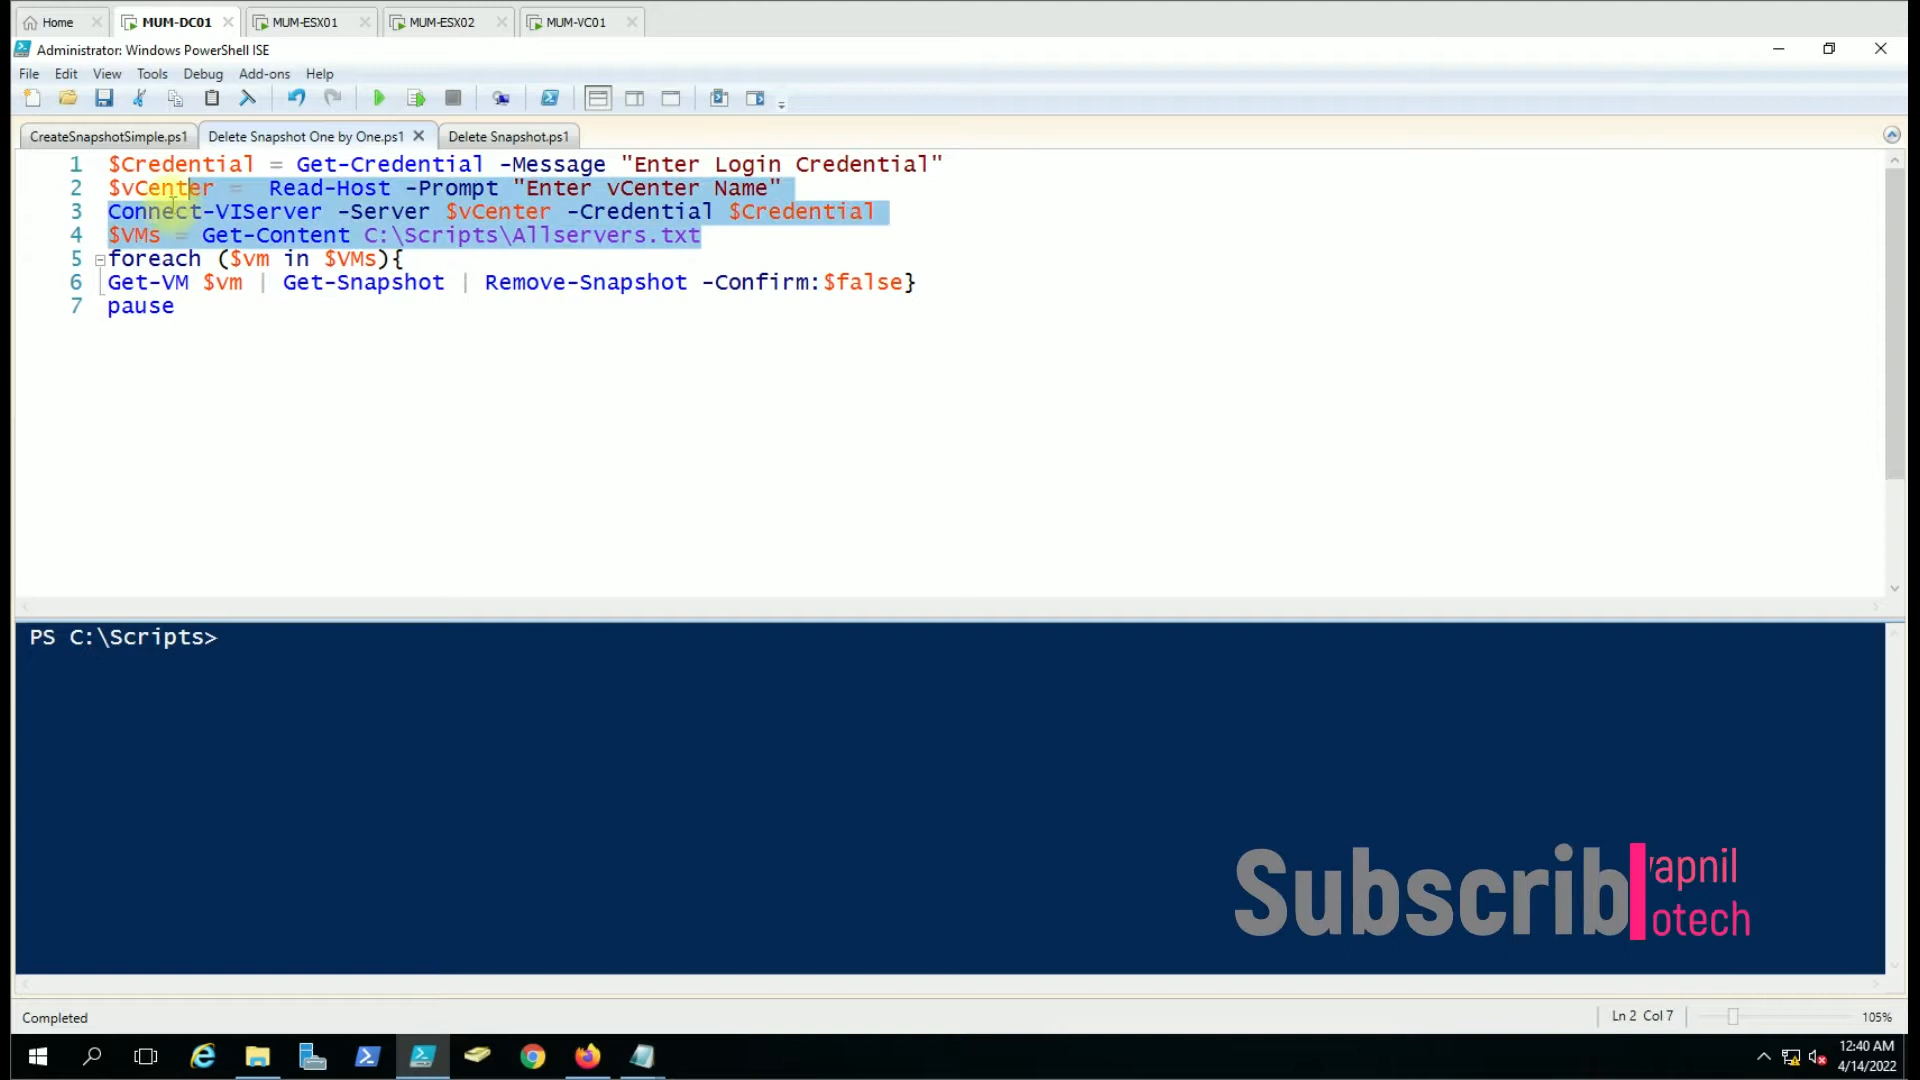 Home
MUM-DC01
MUM-ESX01
MUM-ESX02
MUM-VC01
Administrator: Windows PowerShell ISE
File Edit View Tools Debug Add-ons Help
CreateSnapshotSimple.ps1
Delete Snapshot One by One.ps1
Delete Snapshot.ps1
1 $Credential = Get-Credential -Message "Enter Login Credential"
2 $vCenter =  Read-Host -Prompt "Enter vCenter Name"
3 Connect-VIServer -Server $vCenter -Credential $Credential
4 $VMs = Get-Content C:\Scripts\Allservers.txt
5 foreach ($vm in $VMs){
6 Get-VM $vm | Get-Snapshot | Remove-Snapshot -Confirm:$false}
7 pause
PS C:\Scripts>
Subscrib
apnil
otech
Completed
Ln 2 Col 7
105%
12:40 AM
4/14/2022